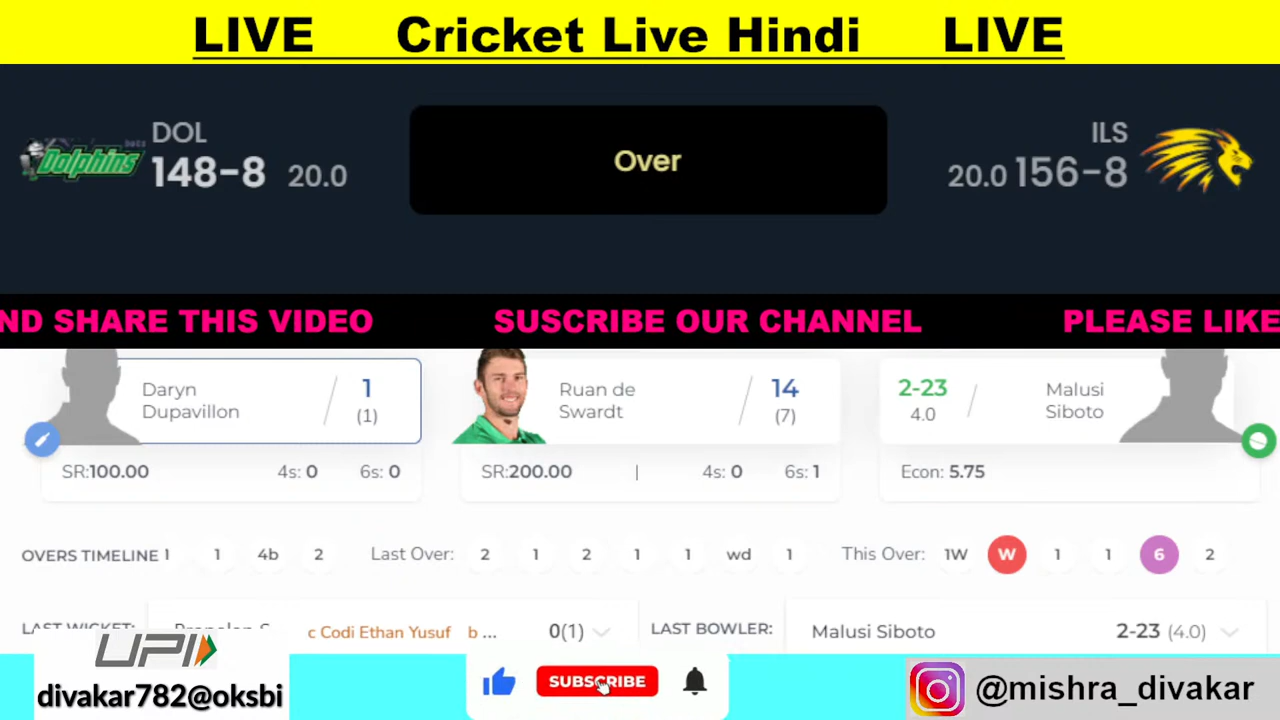 LIVE Cricket Live Hindi LIVE
Dolphins
DOL
148-8 20.0
Over
ILS
20.0 156-8
ND SHARE THIS VIDEO SUSCRIBE OUR CHANNEL PLEASE LIKE
Daryn
Dupavillon
1
(1)
SR:100.00 4s: 0 6s: 0
Ruan de
Swardt
14
(7)
SR:200.00 | 4s: 0 6s: 1
2-23
4.0
Malusi
Siboto
Econ: 5.75
OVERS TIMELINE 1 1 4b 2 Last Over: 2 1 2 1 1 wd 1 This Over: 1W W 1 1 6 2
LAST WICKET: c Codi Ethan Yusuf b ... 0(1) LAST BOWLER: Malusi Siboto 2-23 (4.0)
UPI
divakar782@oksbi
SUBSCRIBE
@mishra_divakar